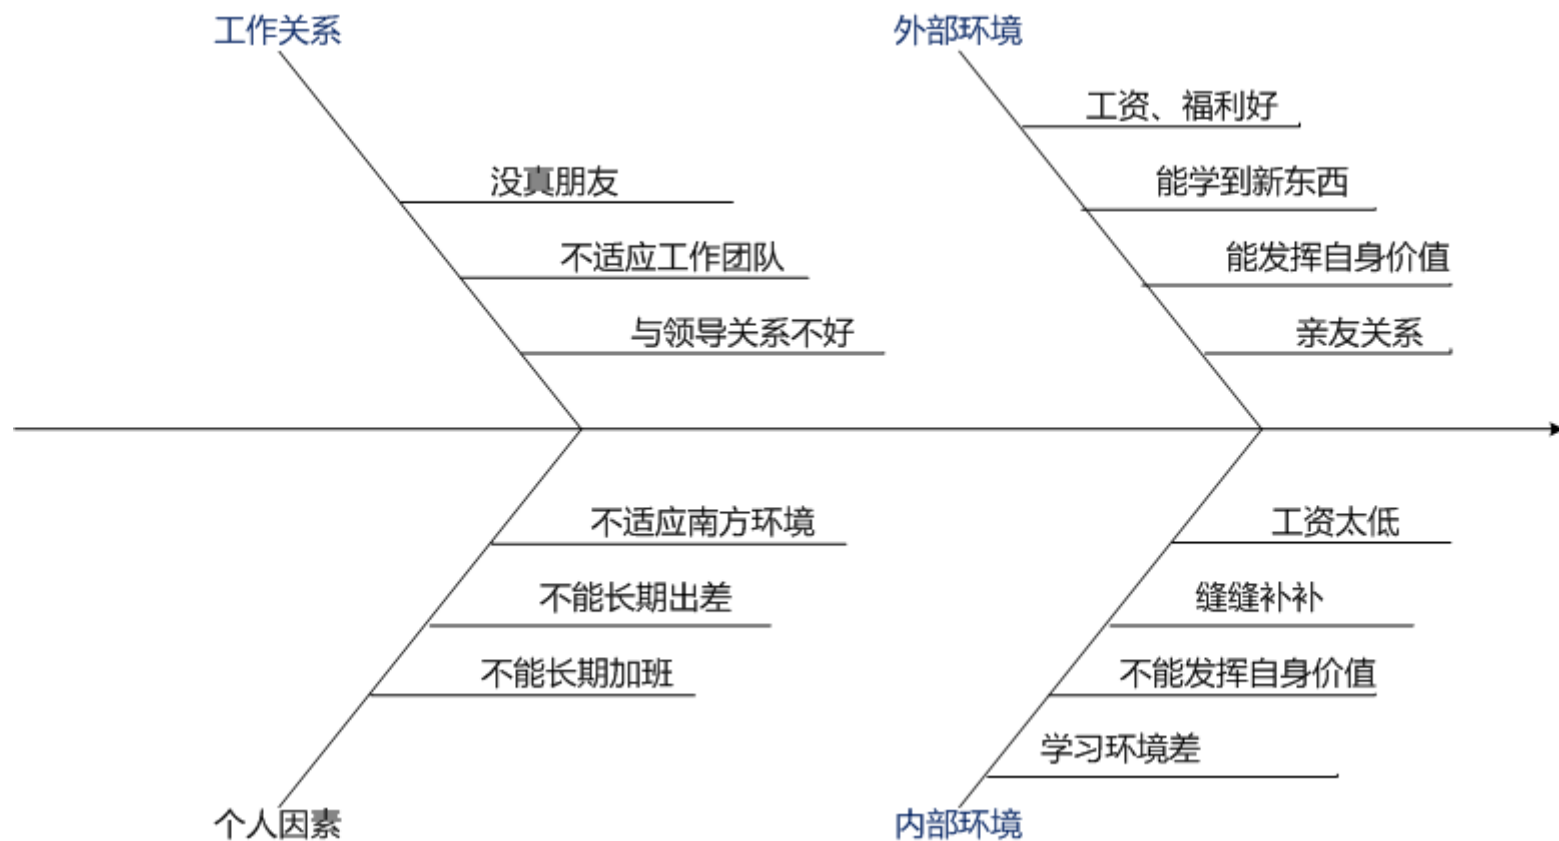 工作关系
外部环境
工资、福利好
没真朋友
能学到新东西
不适应工作团队
能发挥自身价值
与领导关系不好
亲友关系
不适应南方环境
工资太低
不能长期出差
缝缝补补
不能长期加班
不能发挥自身价值
学习环境差
个人因素
内部环境